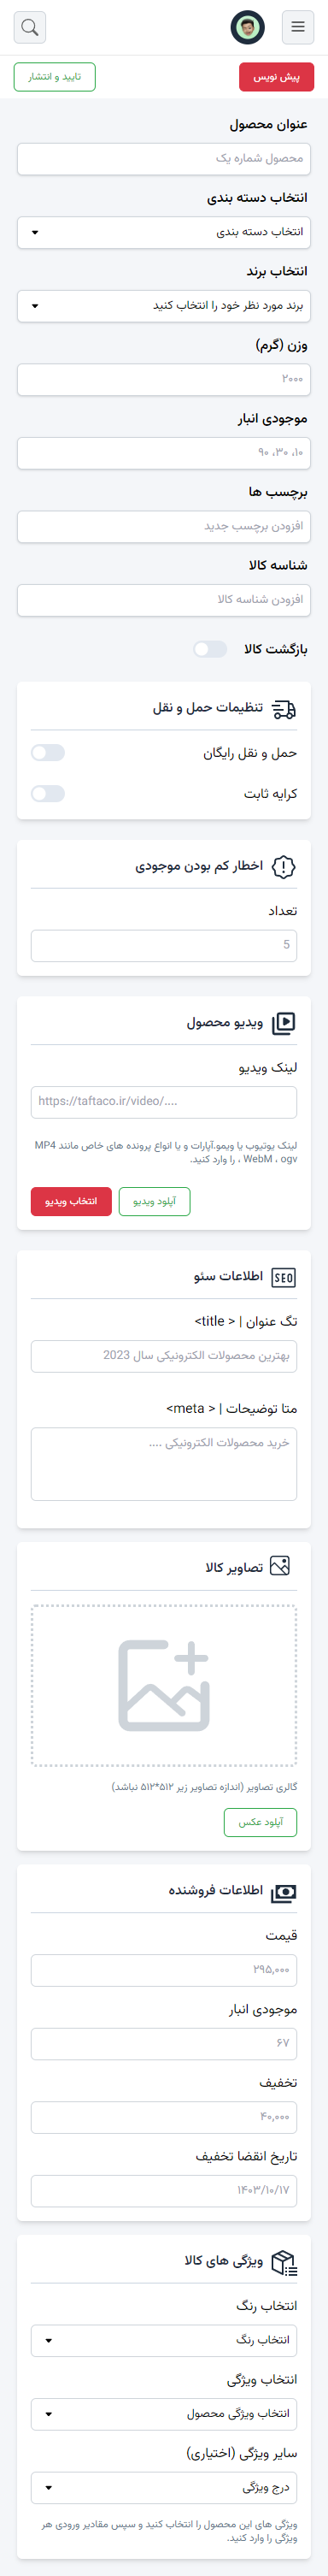 پیش نویس
تایید و انتشار
عنوان محصول
محصول شماره یک
انتخاب دسته بندی
انتخاب دسته بندی
انتخاب برند
برند مورد نظر خود را انتخاب کنید
وزن (گرم)
۲۰۰۰
موجودی انبار
۱۰، ۳۰، ۹۰
برچسب ها
افزودن برچسب جدید
شناسه کالا
افزودن شناسه کالا
بازگشت کالا
تنظیمات حمل و نقل
حمل و نقل رایگان
کرایه ثابت
اخطار کم بودن موجودی
تعداد
5
ویدیو محصول
لینک ویدیو
https://taftaco.ir/video/....
لینک یوتیوب یا ویمو.آپارات و یا انواع پرونده های خاص مانند MP4
WebM ، ogv ، را وارد کنید.
آپلود ویدیو
انتخاب ویدیو
SEO
اطلاعات سئو
تگ عنوان | < title>
بهترین محصولات الکترونیکی سال 2023
متا توضیحات | < meta>
خرید محصولات الکترونیکی ....
تصاویر کالا
گالری تصاویر (اندازه تصاویر زیر ۵۱۲*۵۱۲ نباشد)
آپلود عکس
اطلاعات فروشنده
قیمت
۲۹۵,۰۰۰
موجودی انبار
۶۷
تخفیف
۴۰,۰۰۰
تاریخ انقضا تخفیف
۱۴۰۳/۱۰/۱۷
ویژگی های کالا
انتخاب رنگ
انتخاب رنگ
انتخاب ویژگی
انتخاب ویژگی محصول
سایر ویژگی (اختیاری)
درج ویژگی
ویژگی های این محصول را انتخاب کنید و سپس مقادیر ورودی هر
ویژگی را وارد کنید.